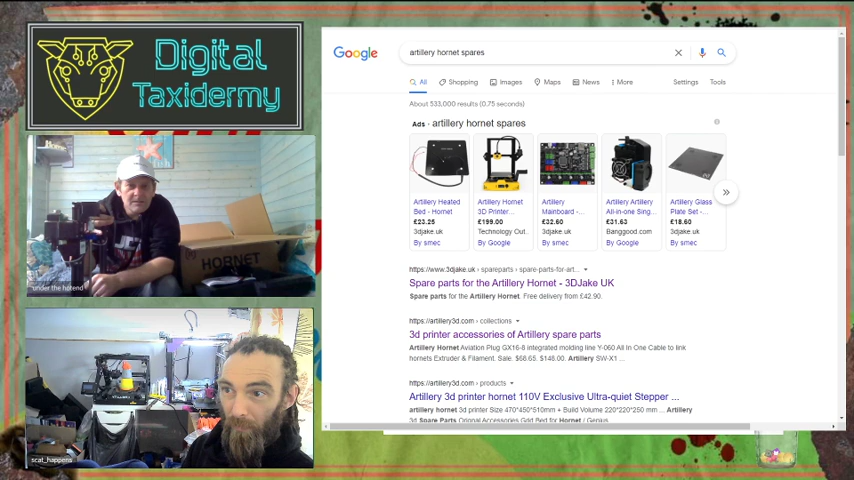 Digital
Taxidermy
HORNET
under the hotend
scat_happens
Google
artillery hornet spares
All
Shopping
Images
Maps
News
More
Settings
Tools
About 533,000 results (0.75 seconds)
Ads · artillery hornet spares
Artillery Heated
Bed - Hornet
£23.25
3djake.uk
By smec
Artillery Hornet
3D Printer...
£199.00
Technology Out..
By Google
Artillery
Mainboard -...
£32.60
3djake.uk
By smec
Artillery Artillery
All-in-one Sing...
£31.63
Banggood.com
By Google
Artillery Glass
Plate Set -...
£18.60
3djake.uk
By smec
https://www.3djake.uk › spareparts › spare-parts-for-art...
Spare parts for the Artillery Hornet - 3DJake UK
Spare parts for the Artillery Hornet. Free delivery from £42.90.
https://artillery3d.com › collections
3d printer accessories of Artillery spare parts
Artillery Hornet Aviation Plug GX16-8 integrated molding line Y-060 All In One Cable to link
hornets Extruder & Filament. Sale. $66.65. $146.00. Artillery SW-X1 ...
https://artillery3d.com › products
Artillery 3d printer hornet 110V Exclusive Ultra-quiet Stepper ...
artillery hornet 3d printer Size 470*450*510mm + Build Volume 220*220*250 mm ... Artillery
3d Spare Parts Original Accessories Grid Bed for Hornet / Genius